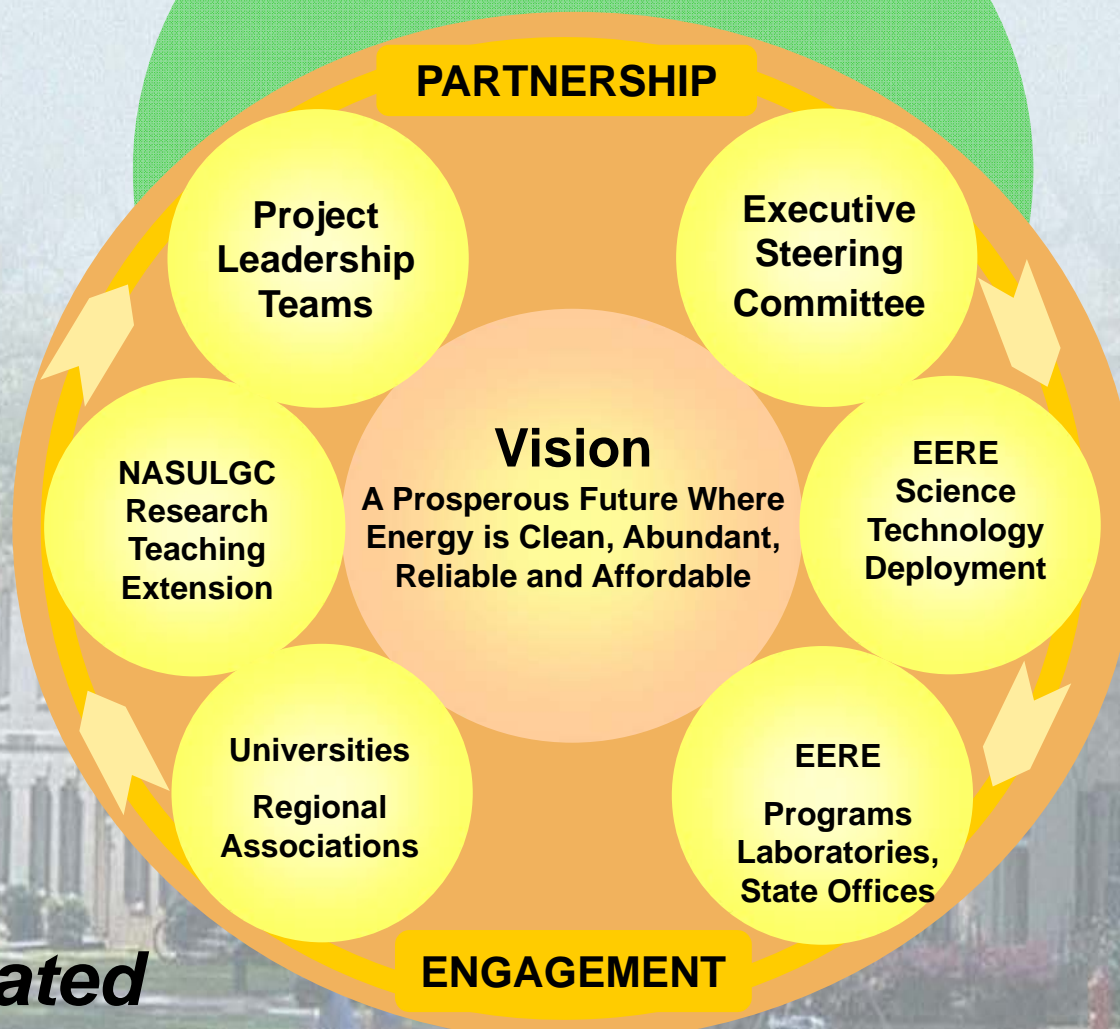 PARTNERSHIP
Project
Leadership
Teams
Executive
Steering
Committee
NASULGC
Research
Teaching
Extension
Vision
A Prosperous Future Where
Energy is Clean, Abundant,
Reliable and Affordable
EERE
Science
Technology
Deployment
Universities
Regional
Associations
EERE
Programs
Laboratories,
State Offices
ENGAGEMENT